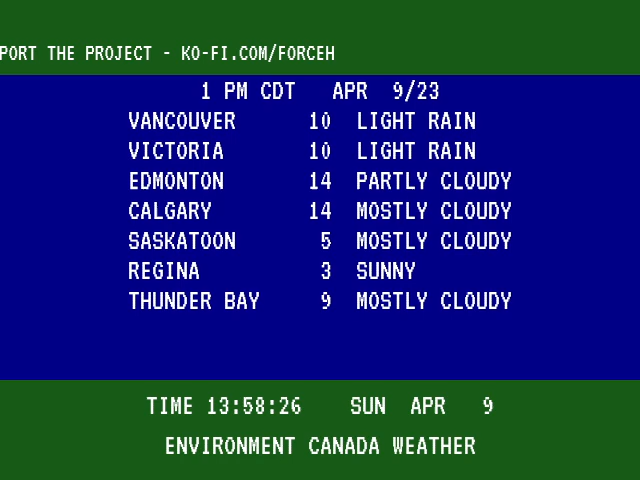 PORT THE PROJECT - KO-FI.COM/FORCEH
1 PM CDT APR 9/23
VANCOUVER 10 LIGHT RAIN
VICTORIA 10 LIGHT RAIN
EDMONTON 14 PARTLY CLOUDY
CALGARY 14 MOSTLY CLOUDY
SASKATOON 5 MOSTLY CLOUDY
REGINA 3 SUNNY
THUNDER BAY 9 MOSTLY CLOUDY
TIME 13:58:26 SUN APR 9
ENVIRONMENT CANADA WEATHER